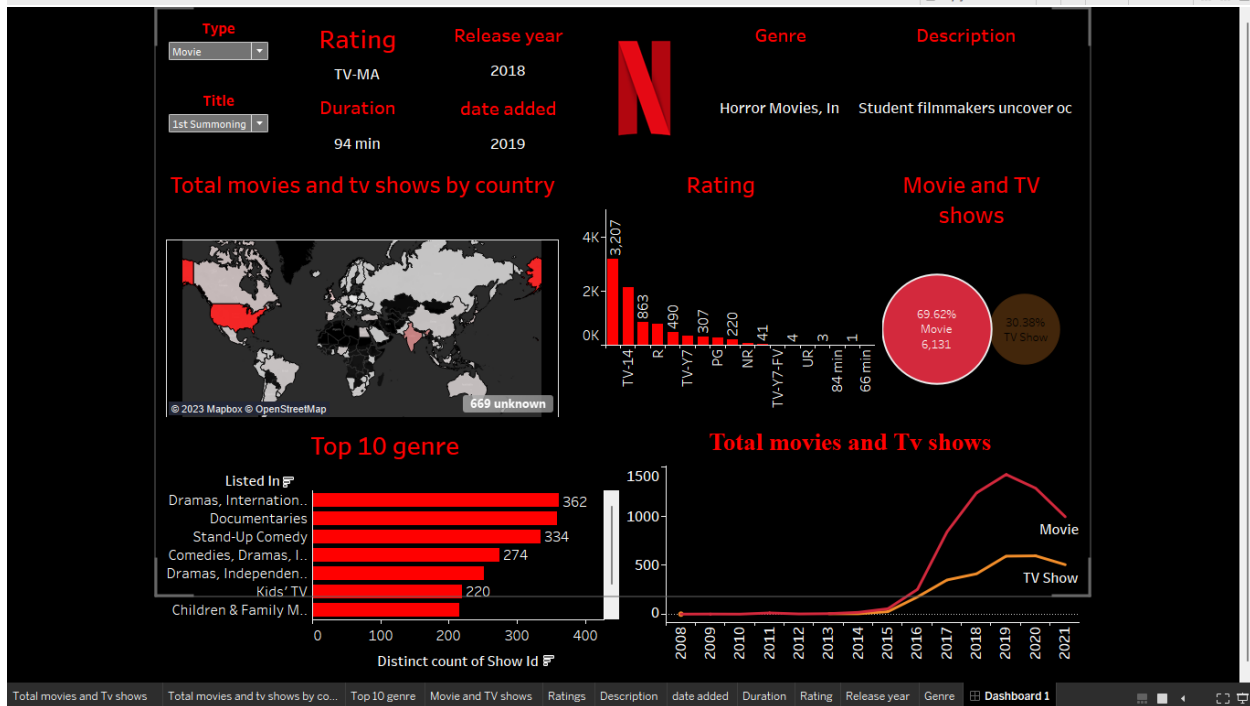 Type
Movie
Rating
TV-MA
Release year
2018
Genre
Horror Movies, In
Description
Student filmmakers uncover oc
Title
1st Summoning
Duration
94 min
date added
2019
N
Total movies and tv shows by country
© 2023 Mapbox © OpenStreetMap
669 unknown
Rating
4K
2K
0K
3,207
863
490
307
220
41
4
3
1
TV-14
R
TV-Y7
PG
NR
TV-Y7-FV
UR
84 min
66 min
Movie and TV
shows
69.62%
Movie
6,131
30.38%
TV Show
Top 10 genre
Listed In
Dramas, Internation..
362
Documentaries
Stand-Up Comedy
334
Comedies, Dramas, I..
274
Dramas, Independen..
Kids' TV
220
Children & Family M..
0
100
200
300
400
Distinct count of Show Id
Total movies and Tv shows
1500
1000
500
0
Movie
TV Show
2008
2009
2010
2011
2012
2013
2014
2015
2016
2017
2018
2019
2020
2021
Total movies and Tv shows
Total movies and tv shows by co...
Top 10 genre
Movie and TV shows
Ratings
Description
date added
Duration
Rating
Release year
Genre
Dashboard 1